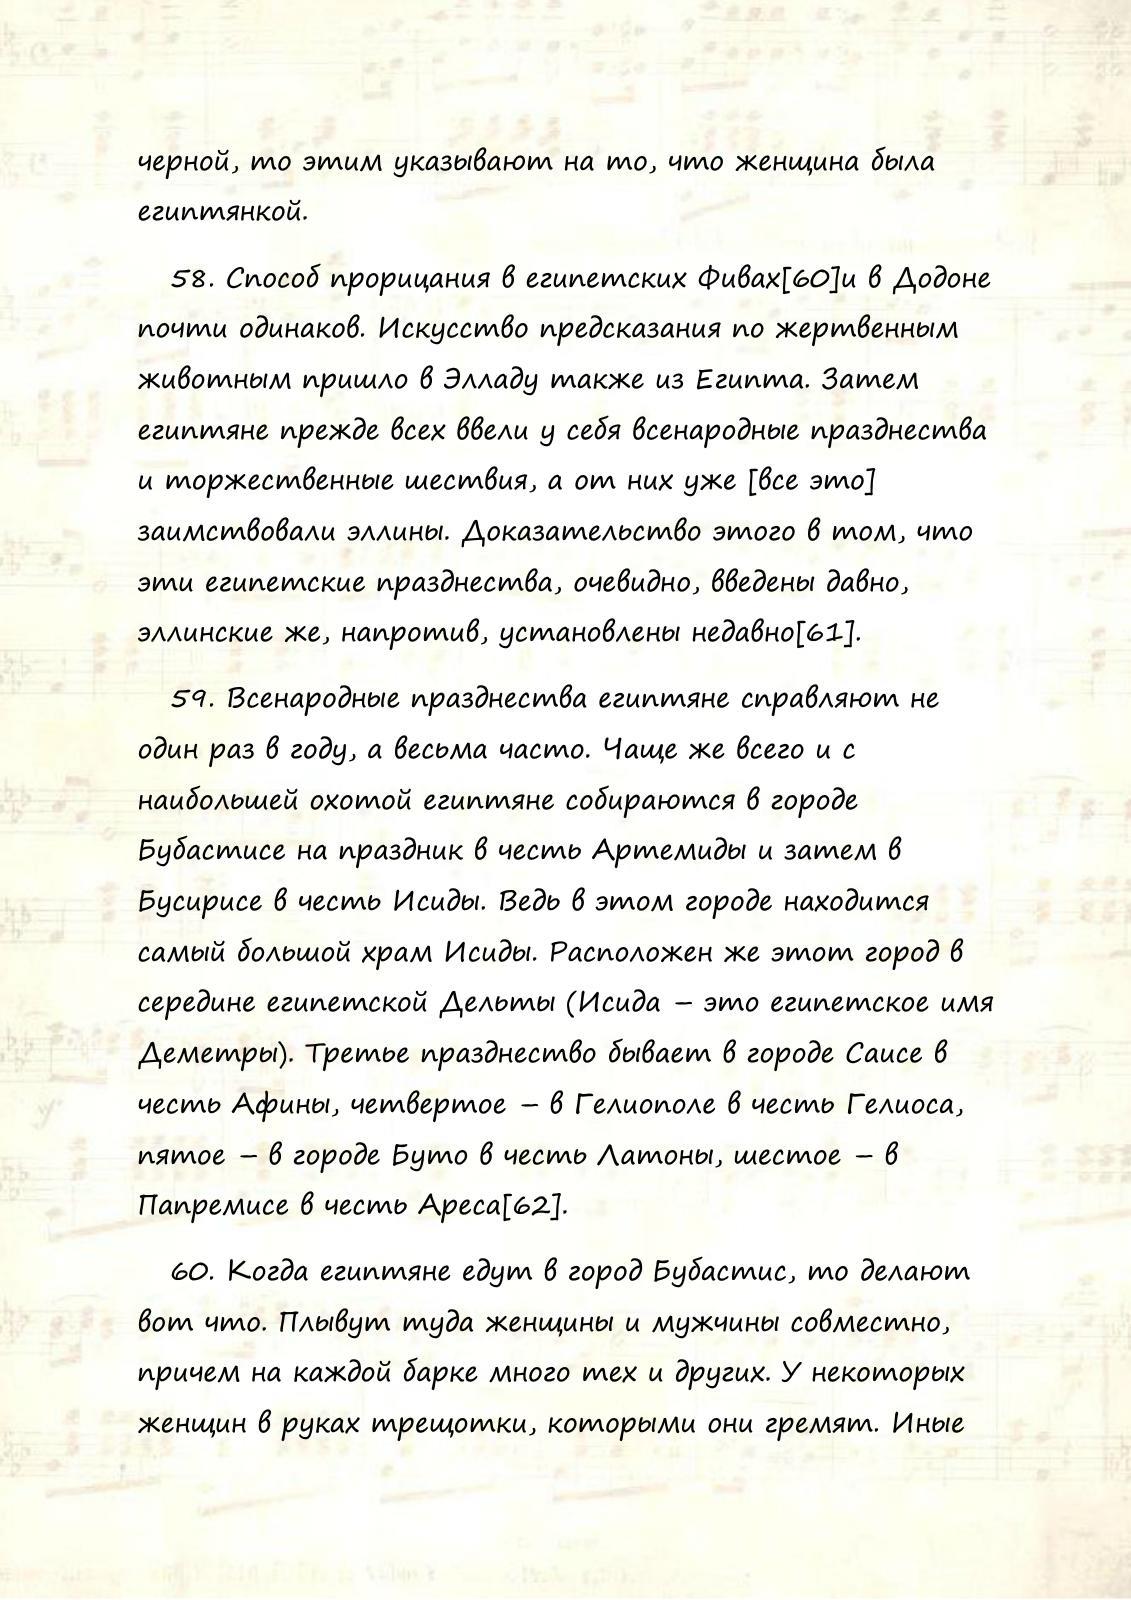 черной, то этим указывают на то, что женщина была
египтянкой.
58. Способ прорицания в египетских Фивах[60]и в Додоне
почти одинаков. Искусство предсказания по жертвенным
животным пришло в Элладу также из Египта. Затем
египтяне прежде всех ввели у себя всенародные празднества
и торжественные шествия, а от них уже [все это]
заимствовали эллины. Доказательство этого в том, что
эти египетские празднества, очевидно, введены давно,
эллинские же, напротив, установлены недавно[61].
59. Всенародные празднества египтяне справляют не
один раз в году, а весьма часто. Чаще же всего и с
наибольшей охотой египтяне собираются в городе
Бубастисе на праздник в честь Артемиды и затем в
Бусирисе в честь Исиды. Ведь в этом городе находится
самый большой храм Исиды. Расположен же этот город в
середине египетской Дельты (Исида – это египетское имя
Деметры). Третье празднество бывает в городе Саисе в
честь Афины, четвертое – в Гелиополе в честь Гелиоса,
пятое – в городе Буто в честь Латоны, шестое – в
Папремисе в честь Ареса[62].
60. Когда египтяне едут в город Бубастис, то делают
вот что. Плывут туда женщины и мужчины совместно,
причем на каждой барке много тех и других. У некоторых
женщин в руках трещотки, которыми они гремят. Иные